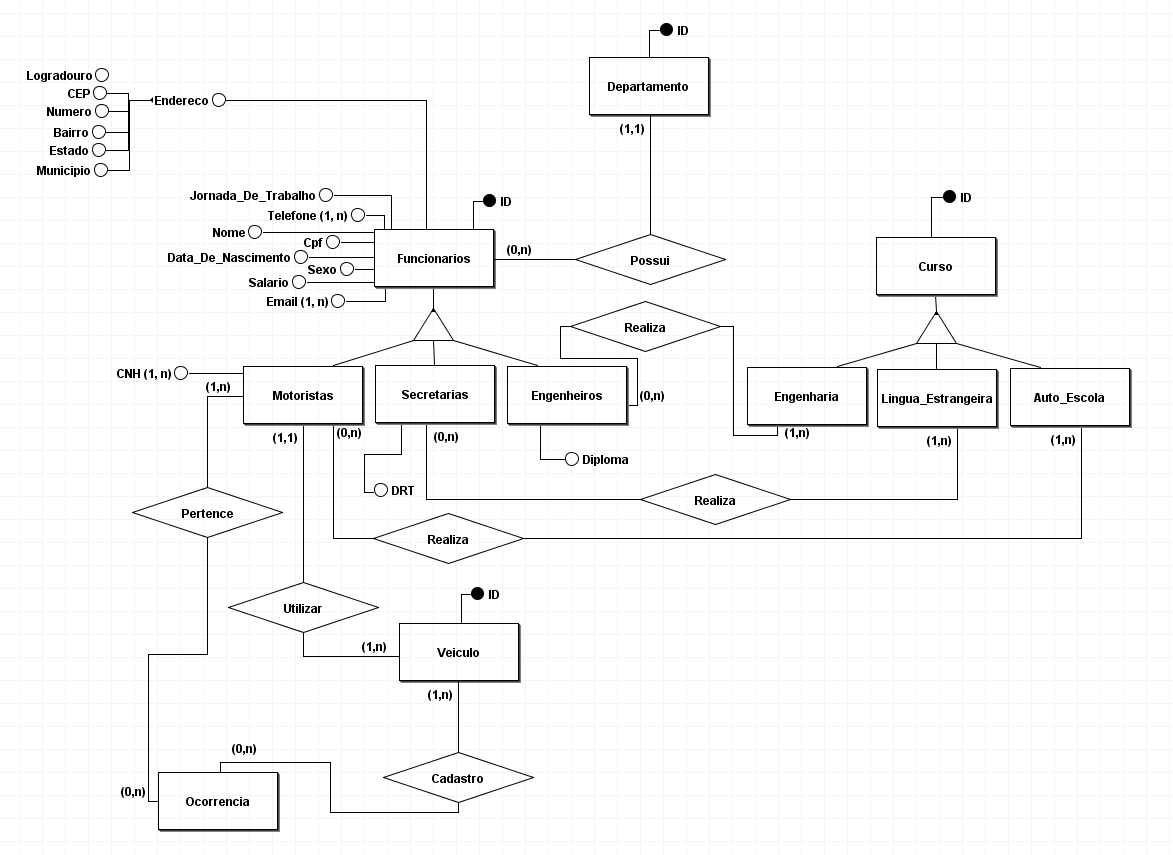 ID
Departamento
(1,1)
Logradouro
CEP
Numero
Bairro
Estado
Municipio
Endereco
Jornada_De_Trabalho
Telefone (1, n)
Nome
Cpf
Data_De_Nascimento
Sexo
Salario
Email (1, n)
ID
Funcionarios
(0,n)
Possui
ID
Curso
Realiza
CNH (1, n)
(1,n)
Motoristas
Secretarias
Engenheiros
(0,n)
Engenharia
Lingua_Estrangeira
Auto_Escola
(1,1)
(0,n)
(0,n)
(1,n)
(1,n)
(1,n)
Diploma
DRT
Realiza
Pertence
Realiza
Utilizar
ID
(1,n)
Veiculo
(1,n)
(0,n)
Cadastro
(0,n)
Ocorrencia